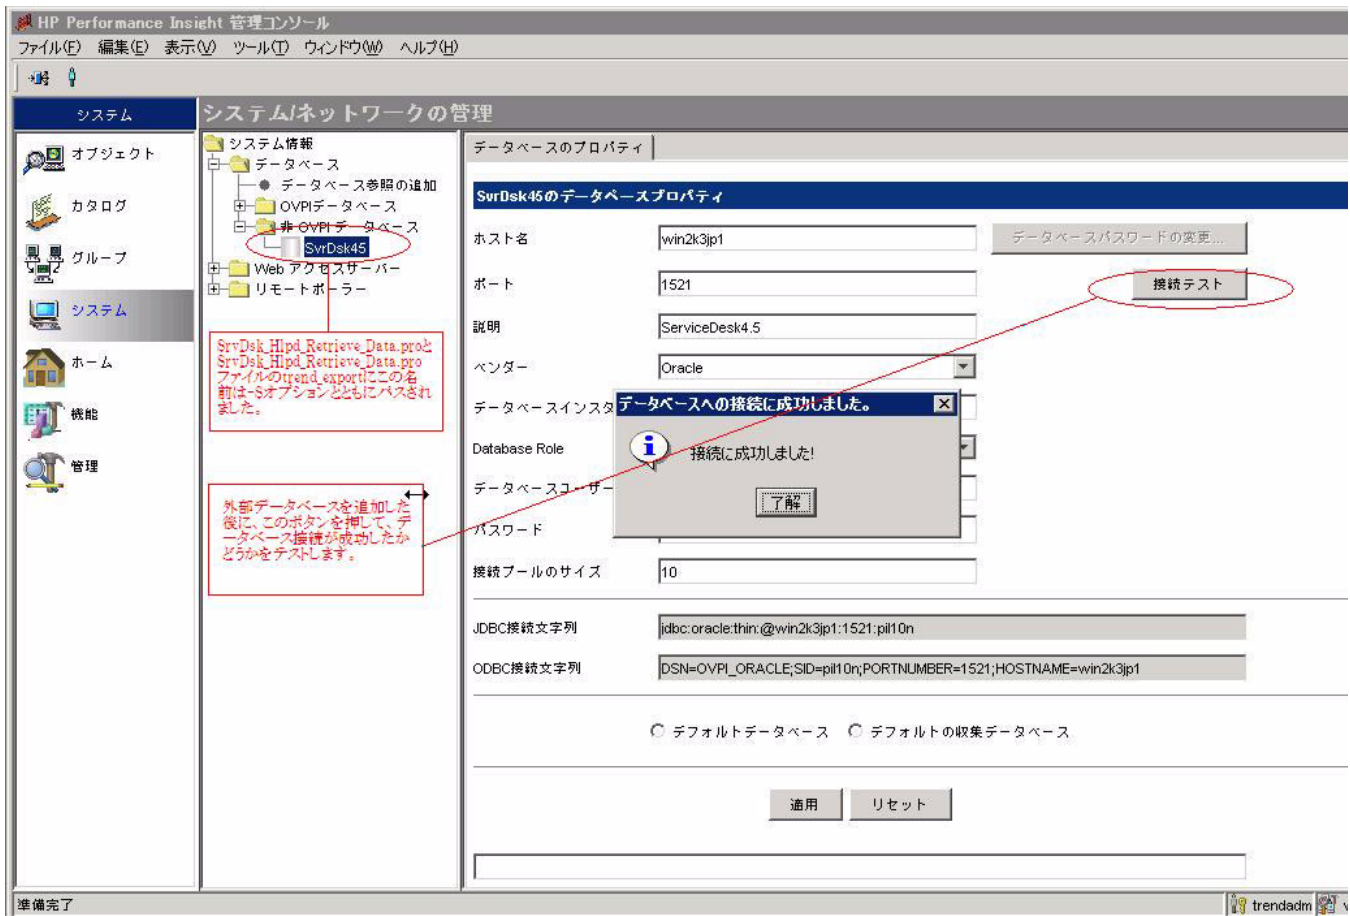 HP Performance Insight 管理コンソール
ファイル(F) 編集(E) 表示(V) ツール(T) ウィンドウ(W) ヘルプ(H)
システム
オブジェクト
カタログ
グループ
システム
ホーム
機能
管理
システム/ネットワークの管理
システム情報
データベース
データベース参照の追加
OVPIデータベース
非 OVPI データベース
SvrDsk45
Web アクセスサーバー
リモートポーラー
SrvDsk_Hlpd_Retrieve_Data.proと
SrvDsk_Hlpd_Retrieve_Data.pro
ファイルのtrend_exportにこの名
前は-Sオプションとともにパスされ
ました。
外部データベースを追加した
後に、このボタンを押して、デ
ータベース接続が成功したか
どうかをテストします。
データベースのプロパティ
SvrDsk45のデータベースプロパティ
ホスト名 win2k3jp1 データベースパスワードの変更...
ポート 1521 接続テスト
説明 ServiceDesk4.5
ベンダー Oracle
データベースインスタ
Database Role
データベースユーザー
パスワード
接続プールのサイズ 10
データベースへの接続に成功しました。
接続に成功しました!
了解
JDBC接続文字列 jdbc:oracle:thin:@win2k3jp1:1521:pil10n
ODBC接続文字列 DSN=OVPI_ORACLE;SID=pil10n;PORTNUMBER=1521;HOSTNAME=win2k3jp1
デフォルトデータベース デフォルトの収集データベース
適用 リセット
準備完了 trendadm